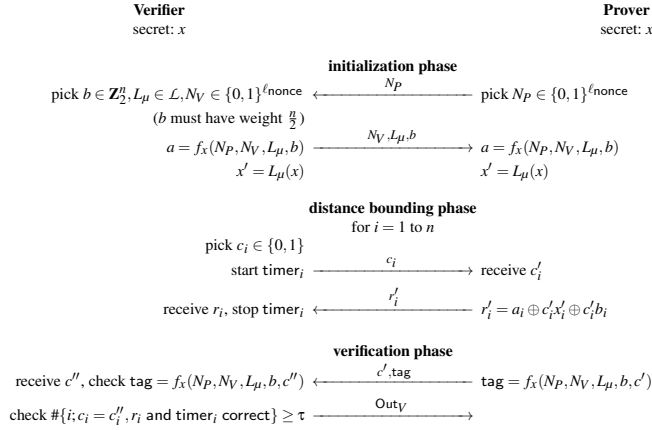 Verifier Prover
secret: x secret: x
initialization phase
pick b ∈ Z₂ⁿ, L_μ ∈ ℒ, N_V ∈ {0,1}^ℓnonce ←N_P— pick N_P ∈ {0,1}^ℓnonce
(b must have weight n/2)
a = f_x(N_P,N_V,L_μ,b) —N_V,L_μ,b→ a = f_x(N_P,N_V,L_μ,b)
x′ = L_μ(x) x′ = L_μ(x)
distance bounding phase
for i = 1 to n
pick c_i ∈ {0,1}
start timer_i —c_i→ receive c′_i
receive r_i, stop timer_i ←r′_i— r′_i = a_i ⊕ c′_i x′_i ⊕ c′_i b_i
verification phase
receive c″, check tag = f_x(N_P,N_V,L_μ,b,c″) ←c′,tag— tag = f_x(N_P,N_V,L_μ,b,c′)
check #{i; c_i = c″_i, r_i and timer_i correct} ≥ τ —Out_V→